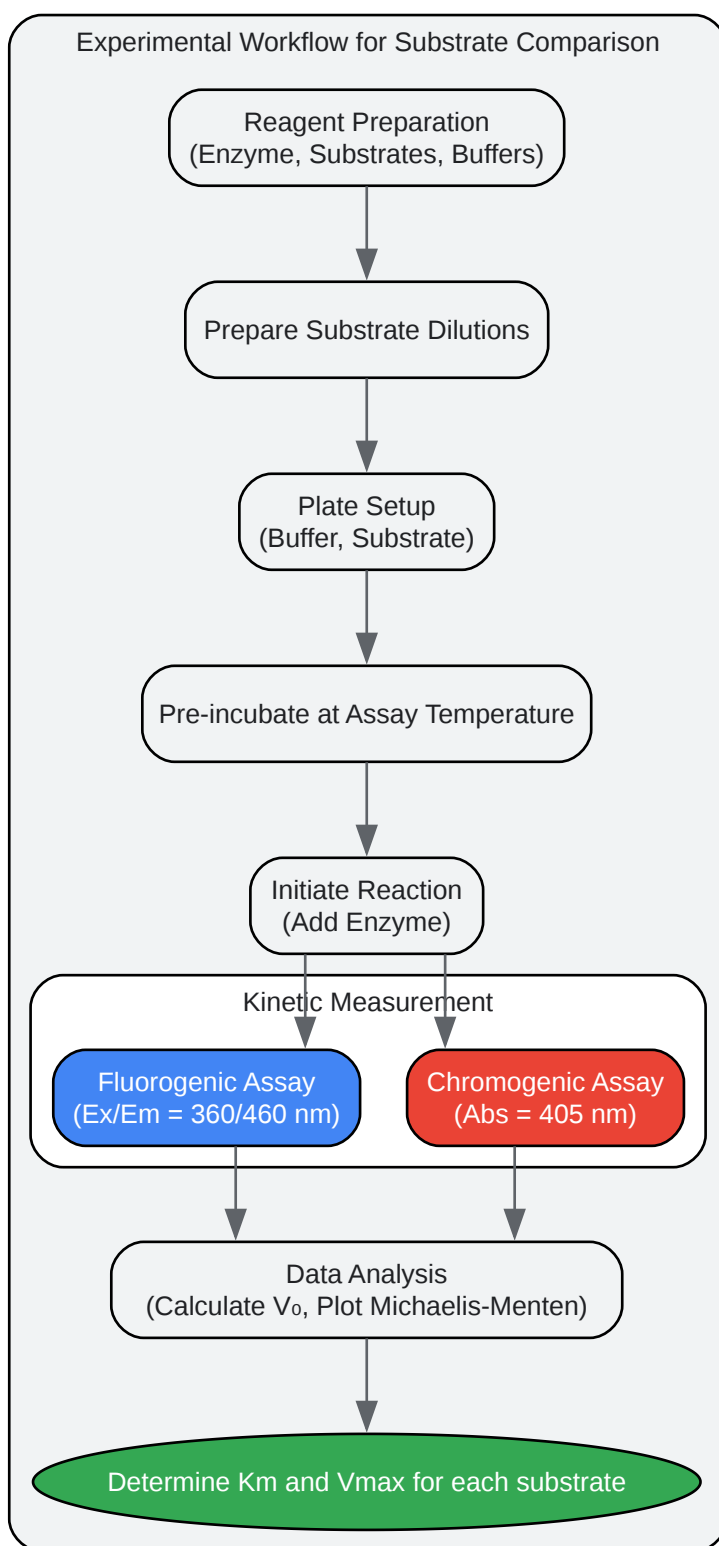 Experimental Workflow for Substrate Comparison
Reagent Preparation
(Enzyme, Substrates, Buffers)
Prepare Substrate Dilutions
Plate Setup
(Buffer, Substrate)
Pre-incubate at Assay Temperature
Initiate Reaction
(Add Enzyme)
Kinetic Measurement
Fluorogenic Assay
(Ex/Em = 360/460 nm)
Chromogenic Assay
(Abs = 405 nm)
Data Analysis
(Calculate V₀, Plot Michaelis-Menten)
Determine Km and Vmax for each substrate